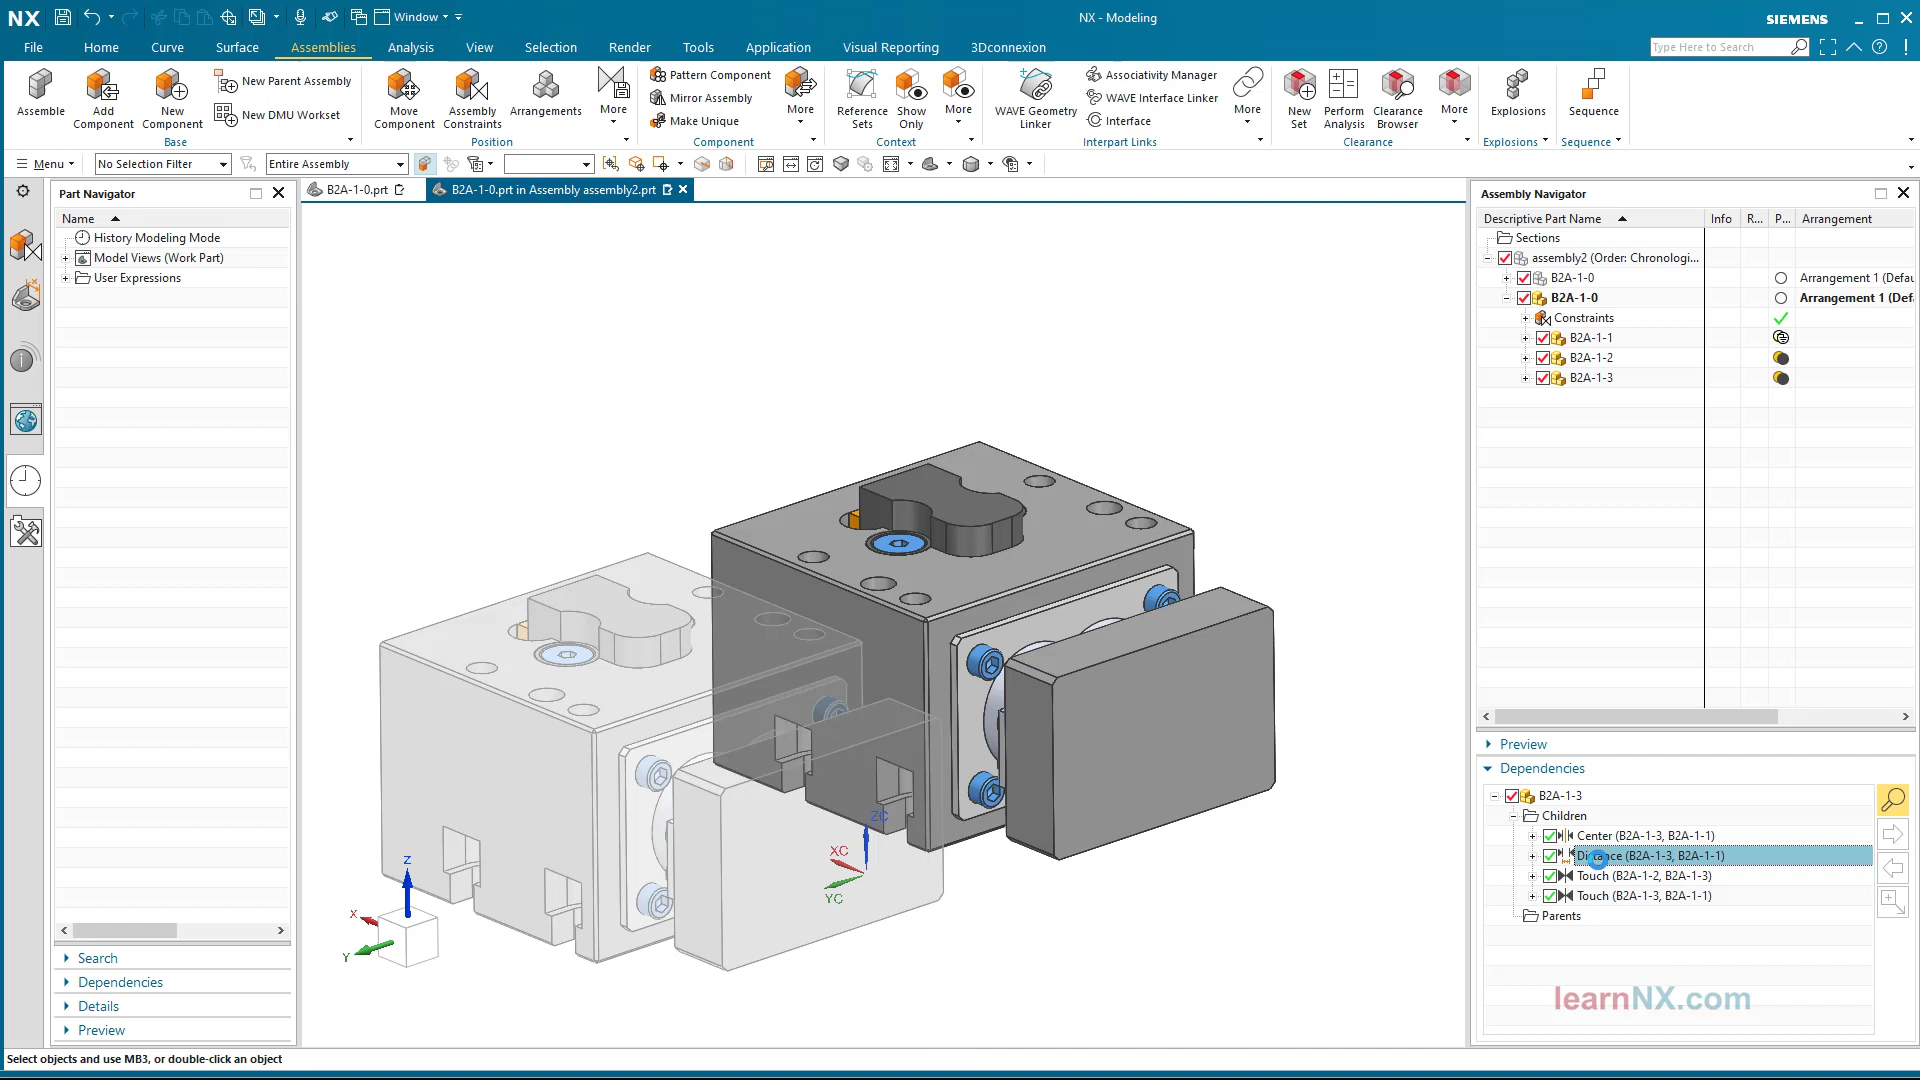 NX
Window
NX - Modeling
SIEMENS
File Home Curve Surface Assemblies Analysis View Selection Render Tools Application Visual Reporting 3Dconnexion
Type Here to Search
Assembly
Add Component
New Component
New Parent Assembly
New DMU Workset
Base
Move Component
Assembly Constraints
Arrangements
More
Position
Pattern Component
Mirror Assembly
Make Unique
More
Component
Reference Sets
Show Only
More
Context
WAVE Geometry Linker
Associativity Manager
WAVE Interface Linker
Interface
More
Interpart Links
New Set
Perform Analysis
Clearance Browser
More
Clearance
Explosions
Explosions
Sequence
Sequence
Menu
No Selection Filter
Entire Assembly
Part Navigator
Name
History Modeling Mode
Model Views (Work Part)
User Expressions
Search
Dependencies
Details
Preview
B2A-1-0.prt
B2A-1-0.prt in Assembly assembly2.prt
ZC
XC
YC
Z
X
Y
Assembly Navigator
Descriptive Part Name Info R... P... Arrangement
Sections
assembly2 (Order: Chronologi...
B2A-1-0 Arrangement 1 (Defau
B2A-1-0 Arrangement 1 (Def
Constraints
B2A-1-1
B2A-1-2
B2A-1-3
Preview
Dependencies
B2A-1-3
Children
Center (B2A-1-3, B2A-1-1)
Distance (B2A-1-3, B2A-1-1)
Touch (B2A-1-2, B2A-1-3)
Touch (B2A-1-3, B2A-1-1)
Parents
learnNX.com
Select objects and use MB3, or double-click an object